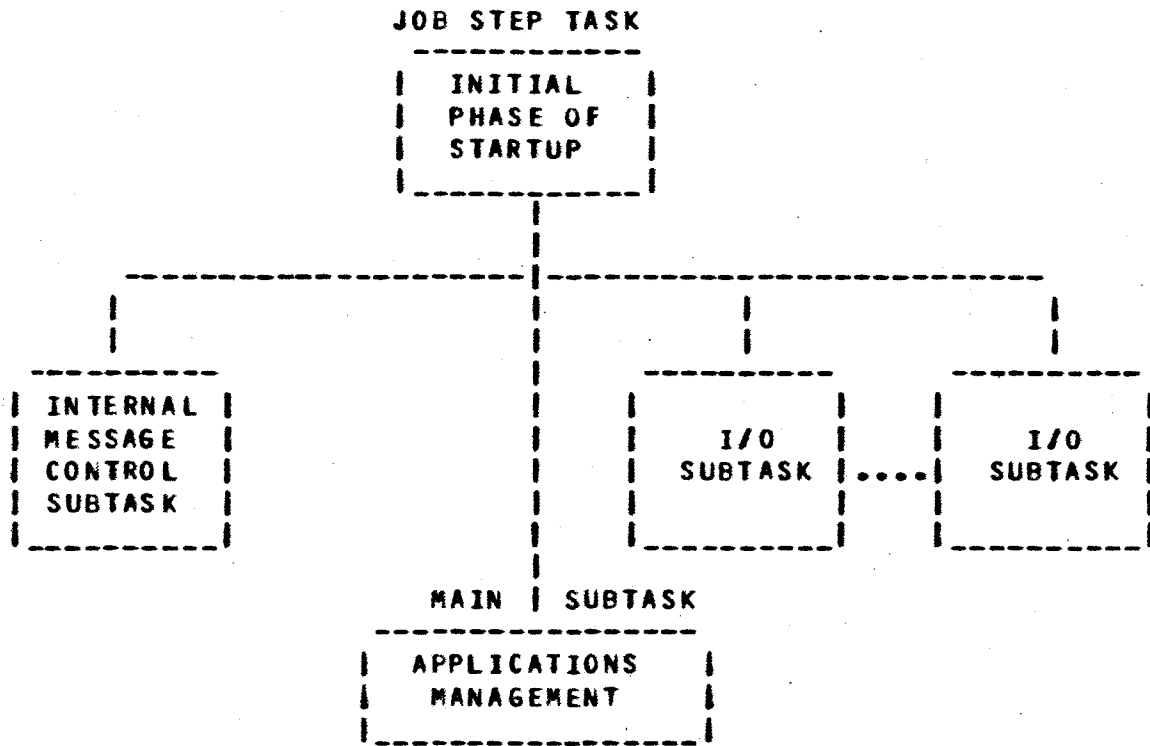 JOB STEP TASK
INITIAL
PHASE OF
STARTUP
INTERNAL
MESSAGE
CONTROL
SUBTASK
I/O
SUBTASK
....
I/O
SUBTASK
MAIN SUBTASK
APPLICATIONS
MANAGEMENT